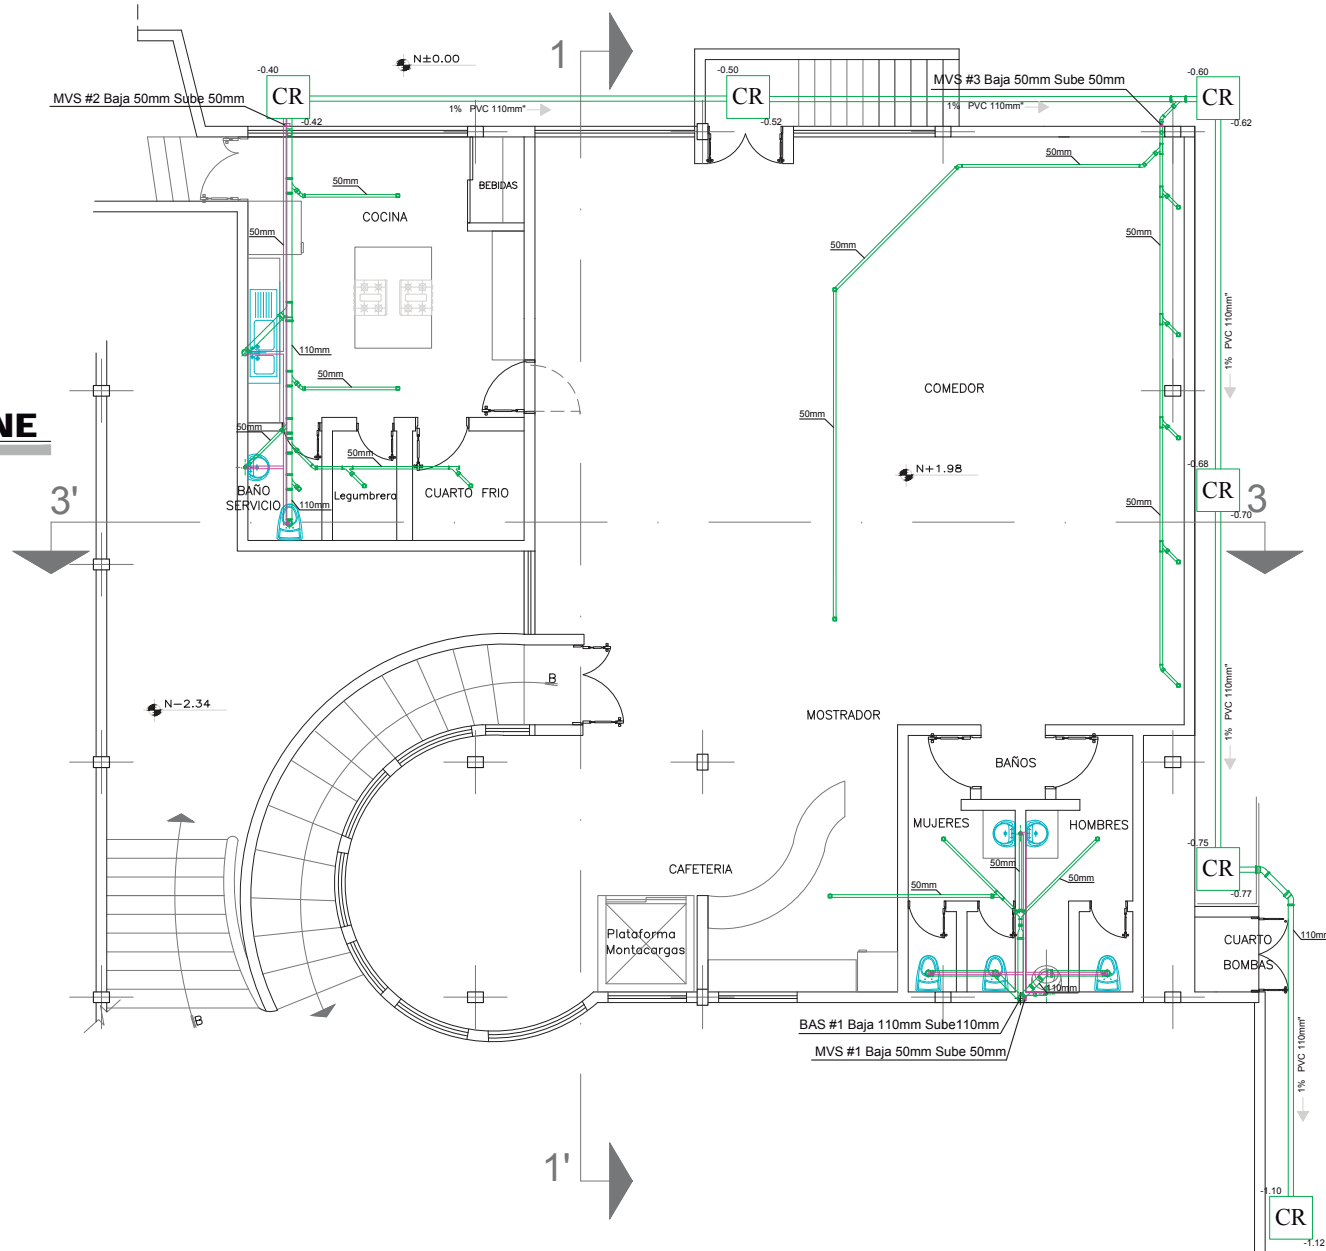 1
N±0.00
-0.40
-0.50
-0.60
CR
CR
CR
MVS #2 Baja 50mm Sube 50mm
MVS #3 Baja 50mm Sube 50mm
1% PVC 110mm"
1% PVC 110mm"
-0.42
-0.52
-0.62
50mm
50mm
BEBIDAS
COCINA
50mm
50mm
50mm
1% PVC 110mm"
110mm
50mm
COMEDOR
NE
50mm
50mm
50mm
N+1.98
-0.68
CR
BAÑO
SERVICIO
Legumbrera
CUARTO FRIO
110mm
50mm
3'
3
-0.70
B
N-2.34
MOSTRADOR
1% PVC 110mm"
BAÑOS
MUJERES
HOMBRES
-0.75
CR
CAFETERIA
50mm
50mm
50mm
-0.77
Plataforma
Montacargas
CUARTO
BOMBAS
110mm
110mm
B
BAS #1 Baja 110mm Sube110mm
MVS #1 Baja 50mm Sube 50mm
1% PVC 110mm"
1'
-1.10
CR
-1.12